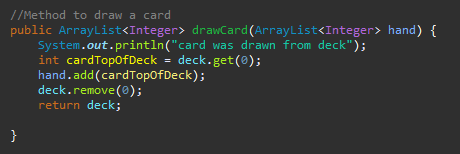 //Method to draw a card
public ArrayList<Integer> drawCard(ArrayList<Integer> hand) {
System.out.println("card was drawn from deck");
int cardTopOfDeck = deck.get(0);
hand.add(cardTopOfDeck);
deck.remove(0);
return deck;
}